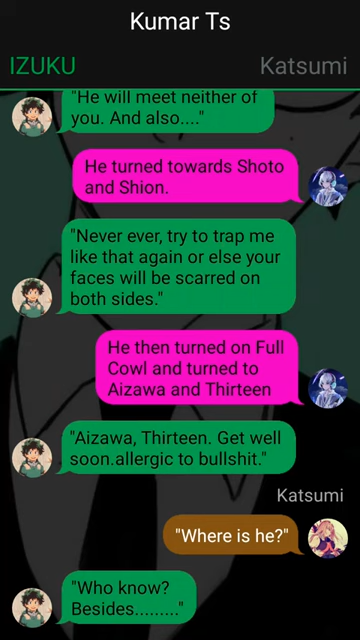 Kumar Ts
IZUKU
Katsumi
"He will meet neither of
you. And also...."
He turned towards Shoto
and Shion.
"Never ever, try to trap me
like that again or else your
faces will be scarred on
both sides."
He then turned on Full
Cowl and turned to
Aizawa and Thirteen
"Aizawa, Thirteen. Get well
soon.allergic to bullshit."
Katsumi
"Where is he?"
"Who know?
Besides........."